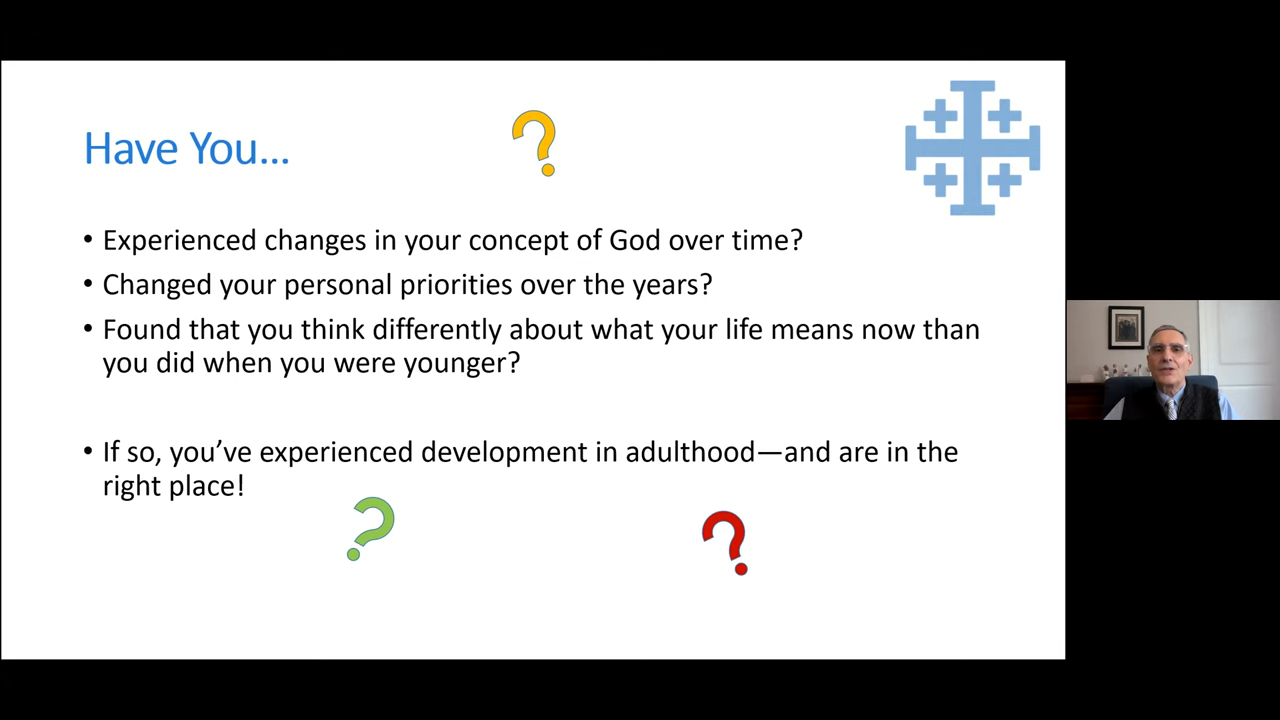 Have You...
• Experienced changes in your concept of God over time?
• Changed your personal priorities over the years?
• Found that you think differently about what your life means now than
you did when you were younger?
• If so, you’ve experienced development in adulthood—and are in the
right place!